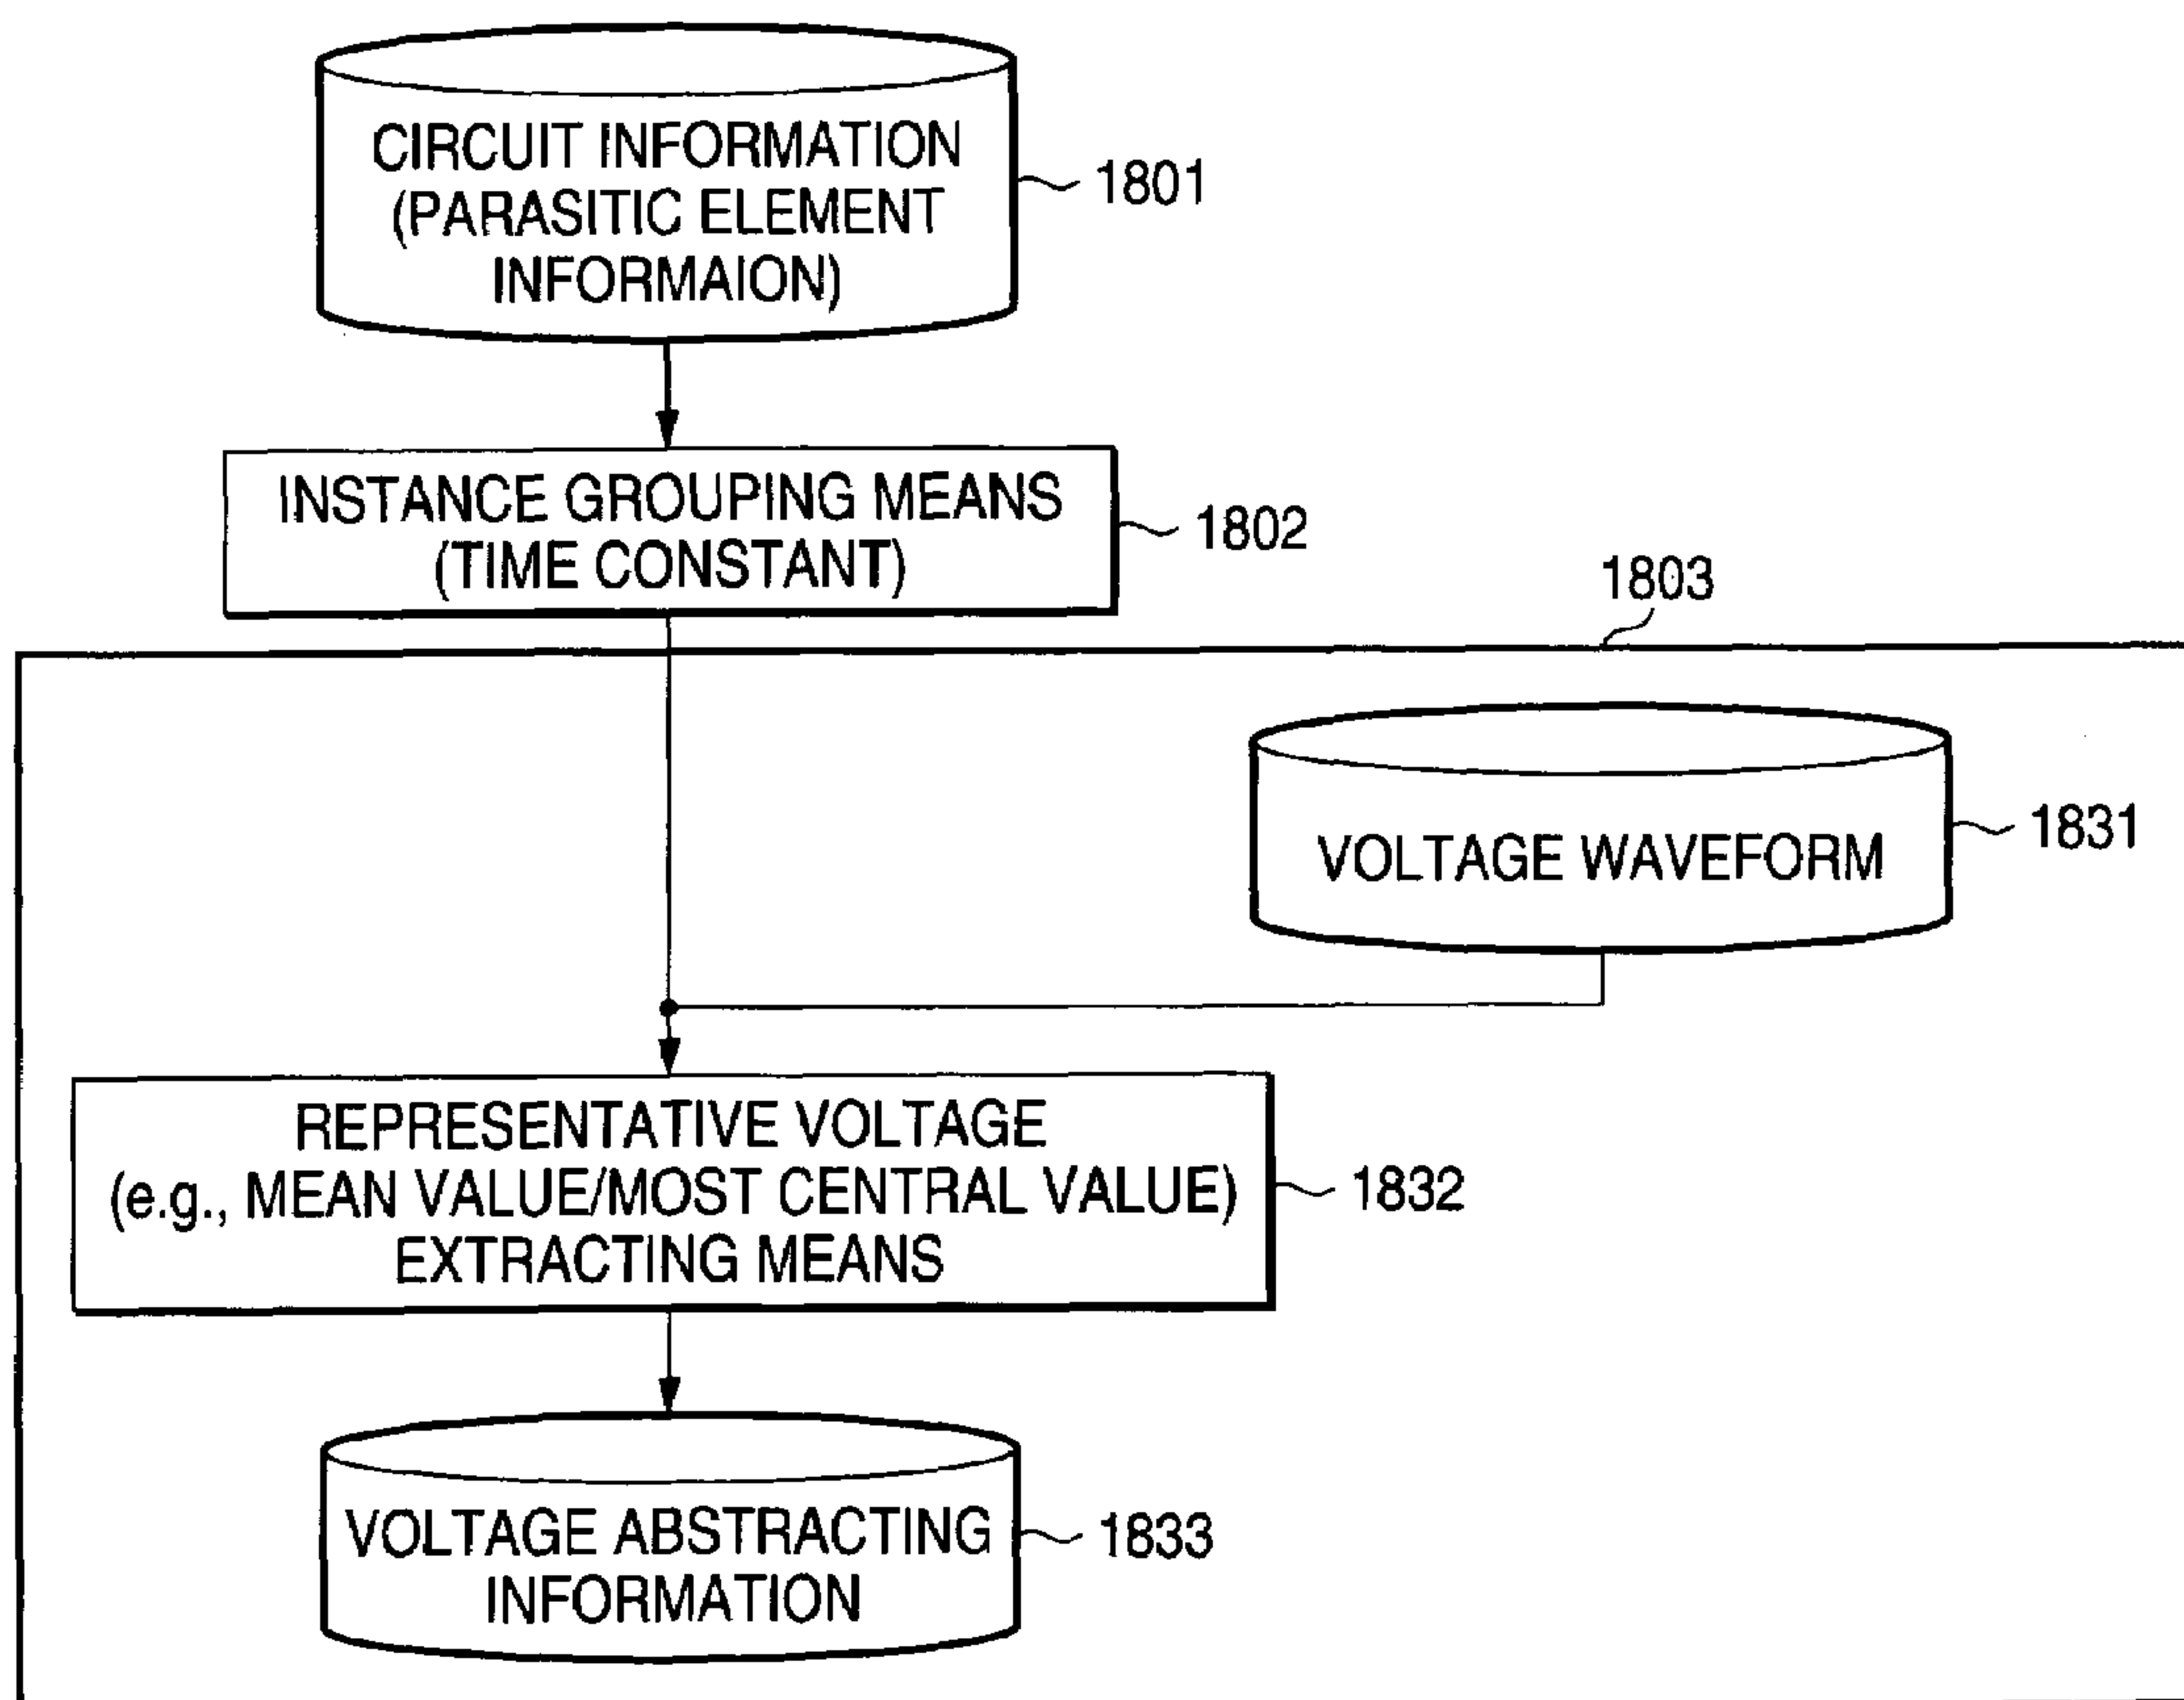 CIRCUIT INFORMATION
(PARASITIC ELEMENT
INFORMAION)
1801
INSTANCE GROUPING MEANS
(TIME CONSTANT)
1802
1803
VOLTAGE WAVEFORM
1831
REPRESENTATIVE VOLTAGE
(e.g., MEAN VALUE/MOST CENTRAL VALUE)
EXTRACTING MEANS
1832
VOLTAGE ABSTRACTING
INFORMATION
1833